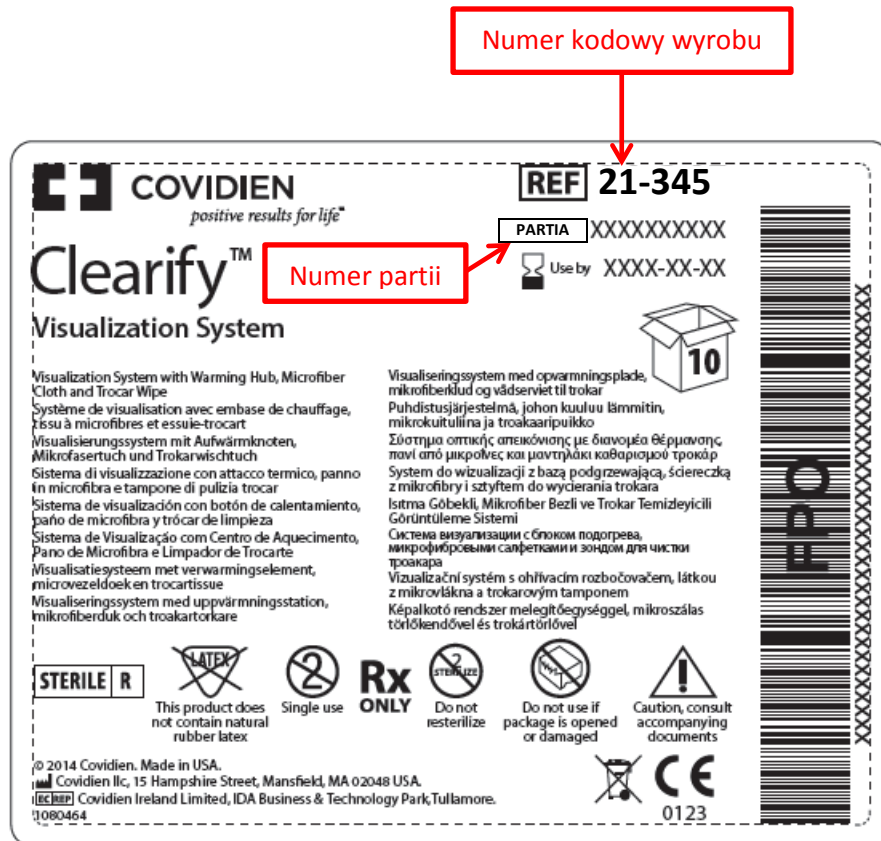 Numer kodowy wyrobu
COVIDIEN
positive results for life™
REF 21-345
PARTIA XXXXXXXXXX
Numer partii
Use by XXXX-XX-XX
Clearify™
Visualization System
10
Visualization System with Warming Hub, Microfiber
Cloth and Trocar Wipe
Système de visualisation avec embase de chauffage,
tissu à microfibres et essuie-trocart
Visualisierungssystem mit Aufwärmknoten,
Mikrofasertuch und Trokarwischtuch
Sistema di visualizzazione con attacco termico, panno
in microfibra e tampone di pulizia trocar
Sistema de visualización con botón de calentamiento,
paño de microfibra y trócar de limpieza
Sistema de Visualização com Centro de Aquecimento,
Pano de Microfibra e Limpador de Trocarte
Visualisatiesysteem met verwarmingselement,
microvezeldoek en trocartissue
Visualiseringssystem med uppvärmningsstation,
mikrofiberduk och troakartorkare
Visualiseringssystem med opvarmningsplade,
mikrofiberklud og vådserviet til trokar
Puhdistusjärjestelmä, johon kuuluu lämmitin,
mikrokuituliina ja troakaaripuikko
Σύστημα οπτικής απεικόνισης με διανομέα θέρμανσης,
πανί από μικροΐνες και μαντηλάκι καθαρισμού τροκάρ
System do wizualizacji z bazą podgrzewającą, ściereczką
z mikrofibry i sztyftem do wycierania trokara
Isıtma Göbekli, Mikrofiber Bezli ve Trokar Temizleyicili
Görüntüleme Sistemi
Система визуализации с блоком подогрева,
микрофибровыми салфетками и зондом для чистки
троакара
Vizualizační systém s ohřívacím rozbočovačem, látkou
z mikrovlákna a trokarovým tamponem
Képalkotó rendszer melegítőegységgel, mikroszálas
törlőkendővel és trokártörlővel
FPO
XXXXXXXXXXXXXXXXXXXXXXXXXXXXXXXXXXX
STERILE R
LATEX
This product does
not contain natural
rubber latex
2
Single use
Rx
ONLY
2
STERILIZE
Do not
resterilize
Do not use if
package is opened
or damaged
Caution, consult
accompanying
documents
© 2014 Covidien. Made in USA.
Covidien llc, 15 Hampshire Street, Mansfield, MA 02048 USA.
EC REP Covidien Ireland Limited, IDA Business & Technology Park, Tullamore.
1080464
CE
0123